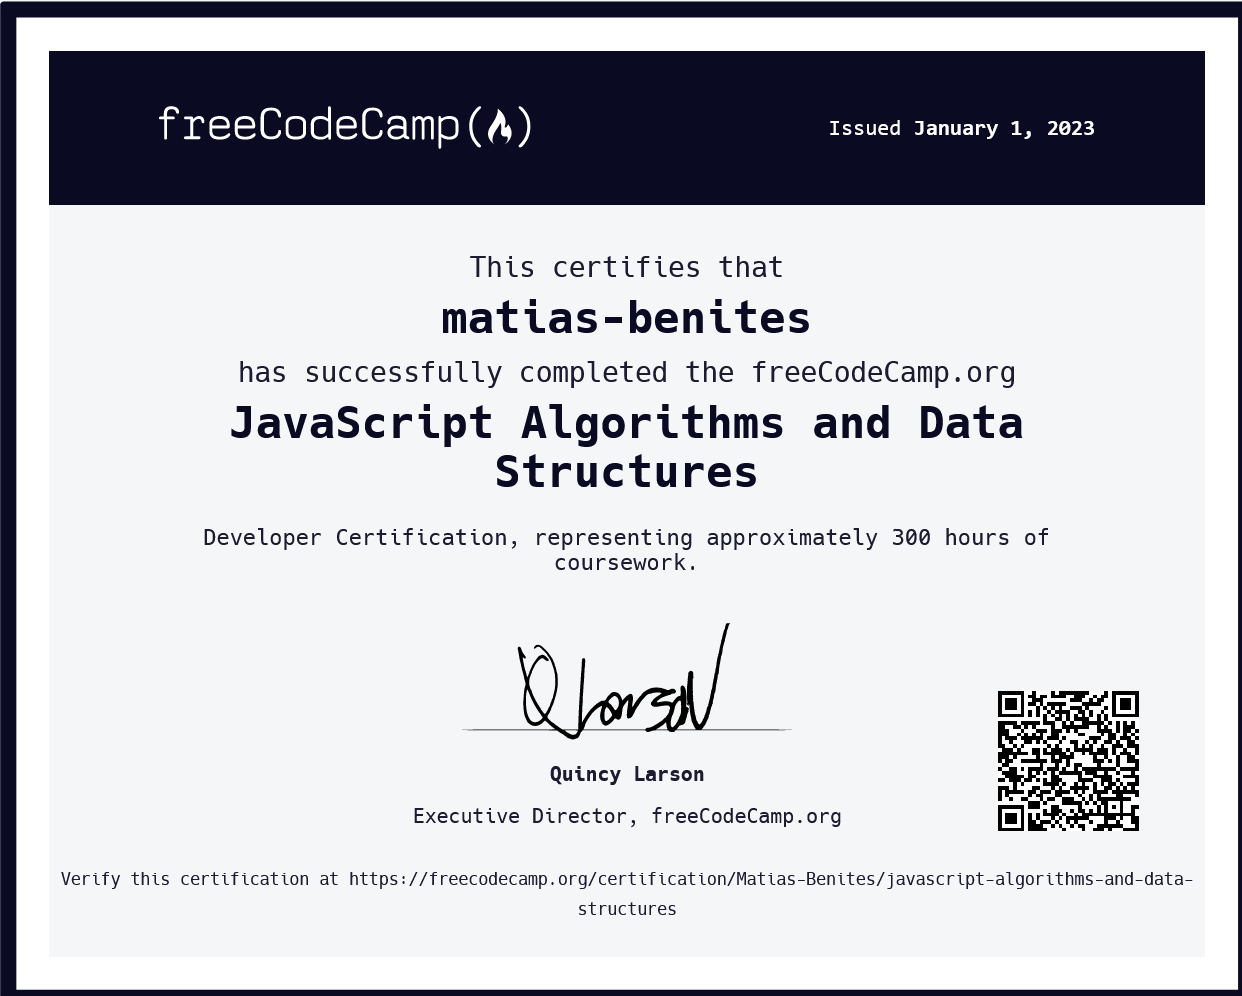 freeCodeCamp
Issued January 1, 2023
This certifies that
matias-benites
has successfully completed the freeCodeCamp.org
JavaScript Algorithms and Data
Structures
Developer Certification, representing approximately 300 hours of
coursework.
Q Larson
Quincy Larson
Executive Director, freeCodeCamp.org
Verify this certification at https://freecodecamp.org/certification/Matias-Benites/javascript-algorithms-and-data-
structures